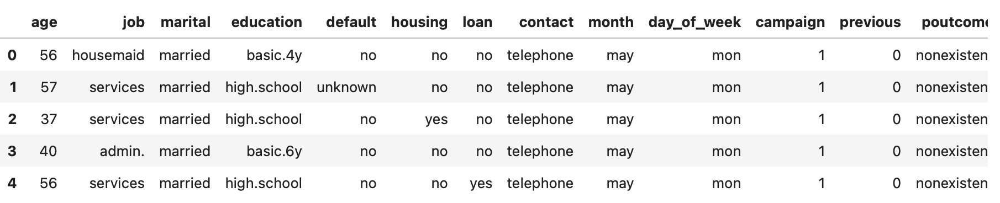 age job marital education default housing loan contact month day_of_week campaign previous poutcome
0 56 housemaid married basic.4y no no no telephone may mon 1 0 nonexisten
1 57 services married high.school unknown no no telephone may mon 1 0 nonexisten
2 37 services married high.school no yes no telephone may mon 1 0 nonexisten
3 40 admin. married basic.6y no no no telephone may mon 1 0 nonexisten
4 56 services married high.school no no yes telephone may mon 1 0 nonexisten